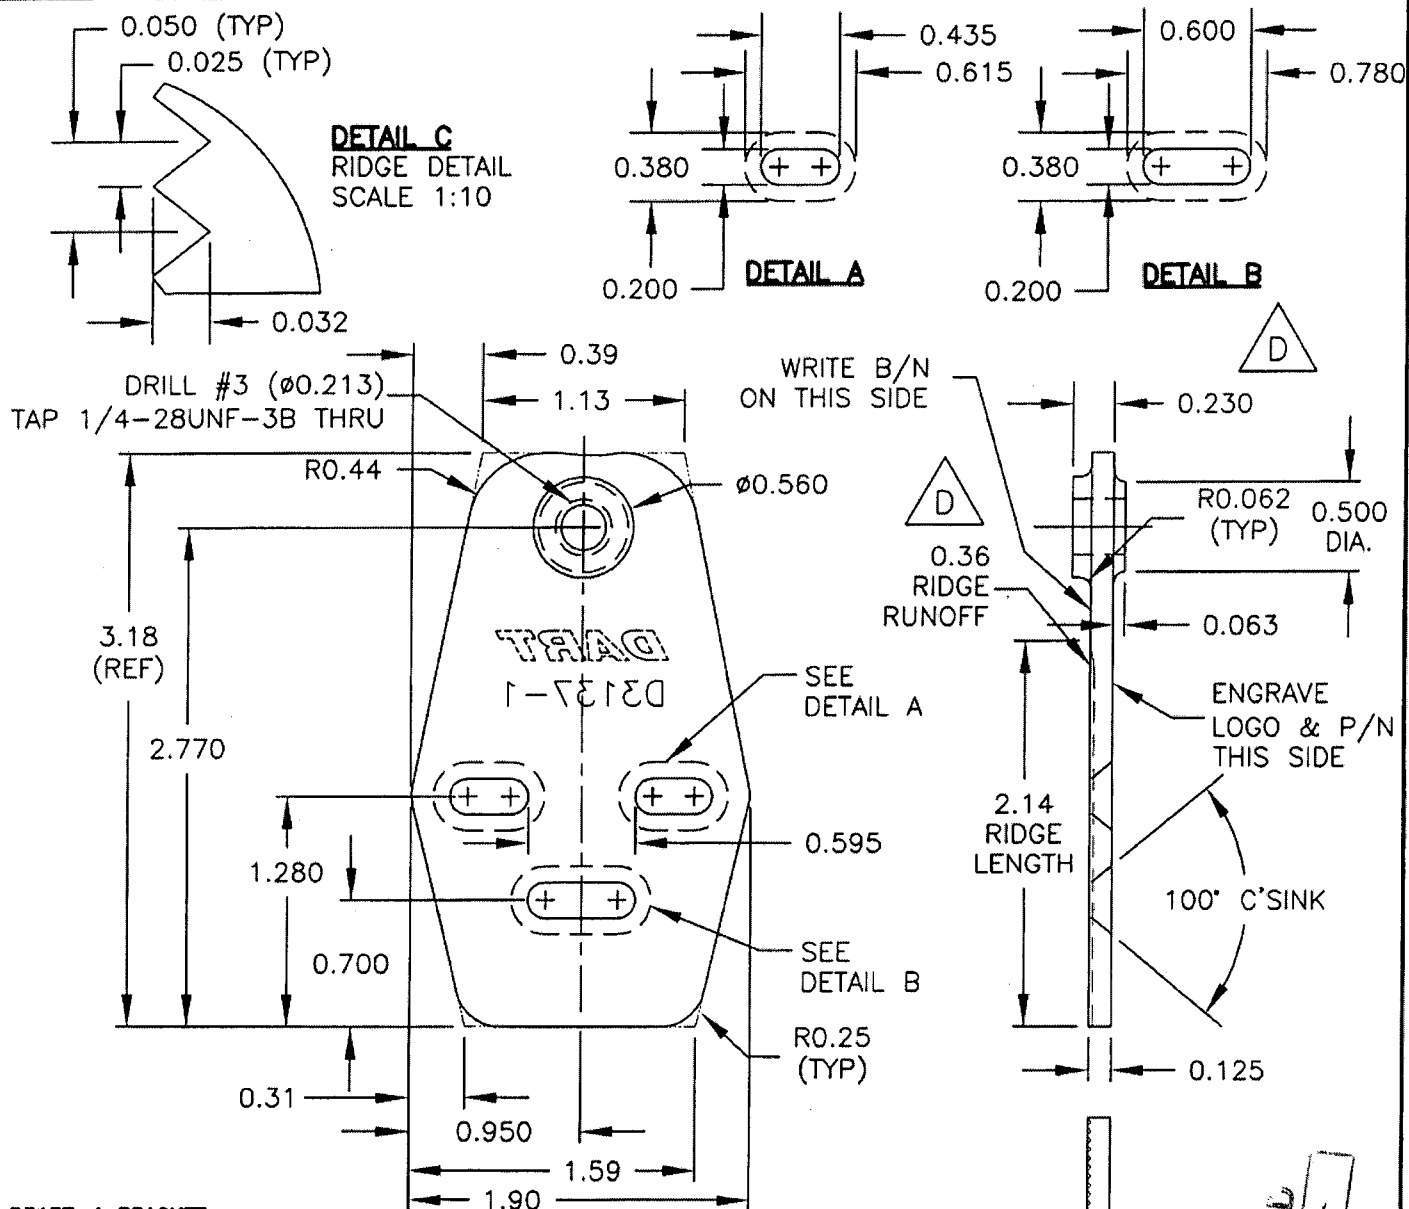 0.050 (TYP)
0.025 (TYP)
DETAIL C
RIDGE DETAIL
SCALE 1:10
0.032
0.435
0.615
0.380
0.200
DETAIL A
0.600
0.780
0.380
0.200
DETAIL B
D
0.39
1.13
DRILL #3 (ø0.213)
TAP 1/4-28UNF-3B THRU
R0.44
ø0.560
WRITE B/N
ON THIS SIDE
0.230
D
R0.062
(TYP)
0.500
DIA.
0.36
RIDGE
RUNOFF
0.063
3.18
(REF)
2.770
DART
D3137-1
SEE
DETAIL A
ENGRAVE
LOGO & P/N
THIS SIDE
2.14
RIDGE
LENGTH
1.280
0.595
100° C'SINK
0.700
SEE
DETAIL B
R0.25
(TYP)
0.125
0.31
0.950
1.59
1.90